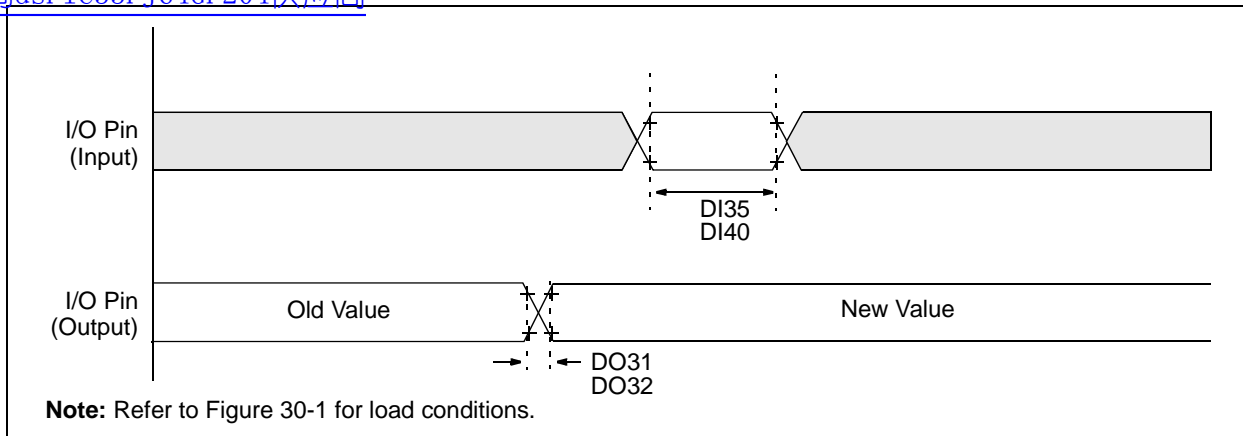 I/O Pin
(Input)
DI35
DI40
I/O Pin
(Output)
Old Value
New Value
DO31
DO32
Note: Refer to Figure 30-1 for load conditions.